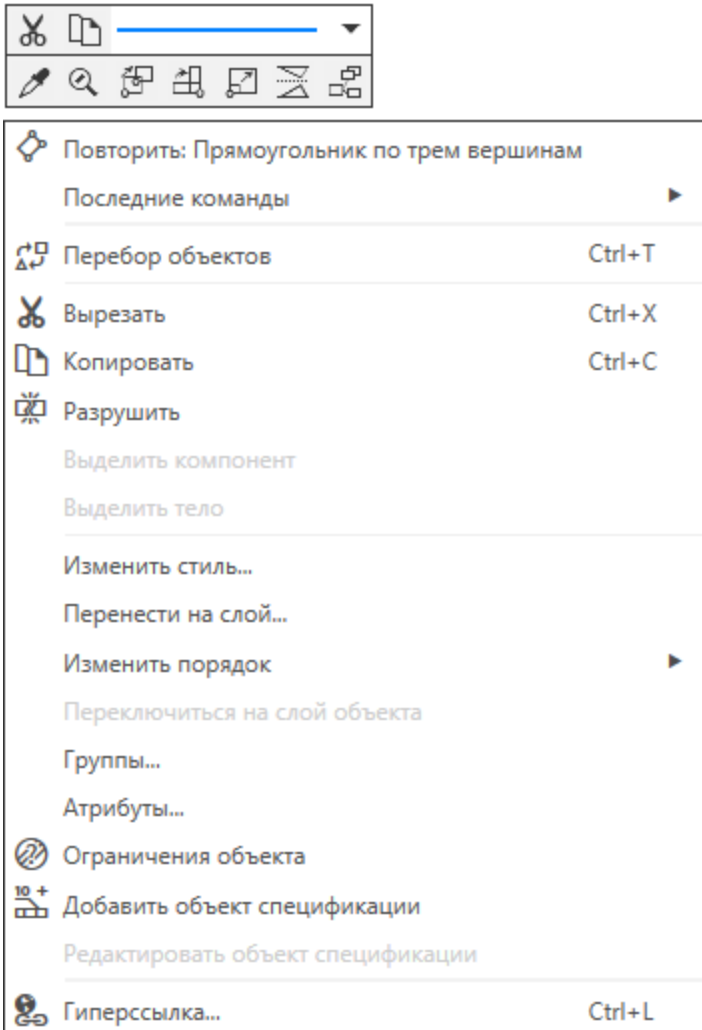 Повторить: Прямоугольник по трем вершинам
Последние команды
Перебор объектов Ctrl+T
Вырезать Ctrl+X
Копировать Ctrl+C
Разрушить
Выделить компонент
Выделить тело
Изменить стиль...
Перенести на слой...
Изменить порядок
Переключиться на слой объекта
Группы...
Атрибуты...
Ограничения объекта
10 + Добавить объект спецификации
Редактировать объект спецификации
Гиперссылка... Ctrl+L